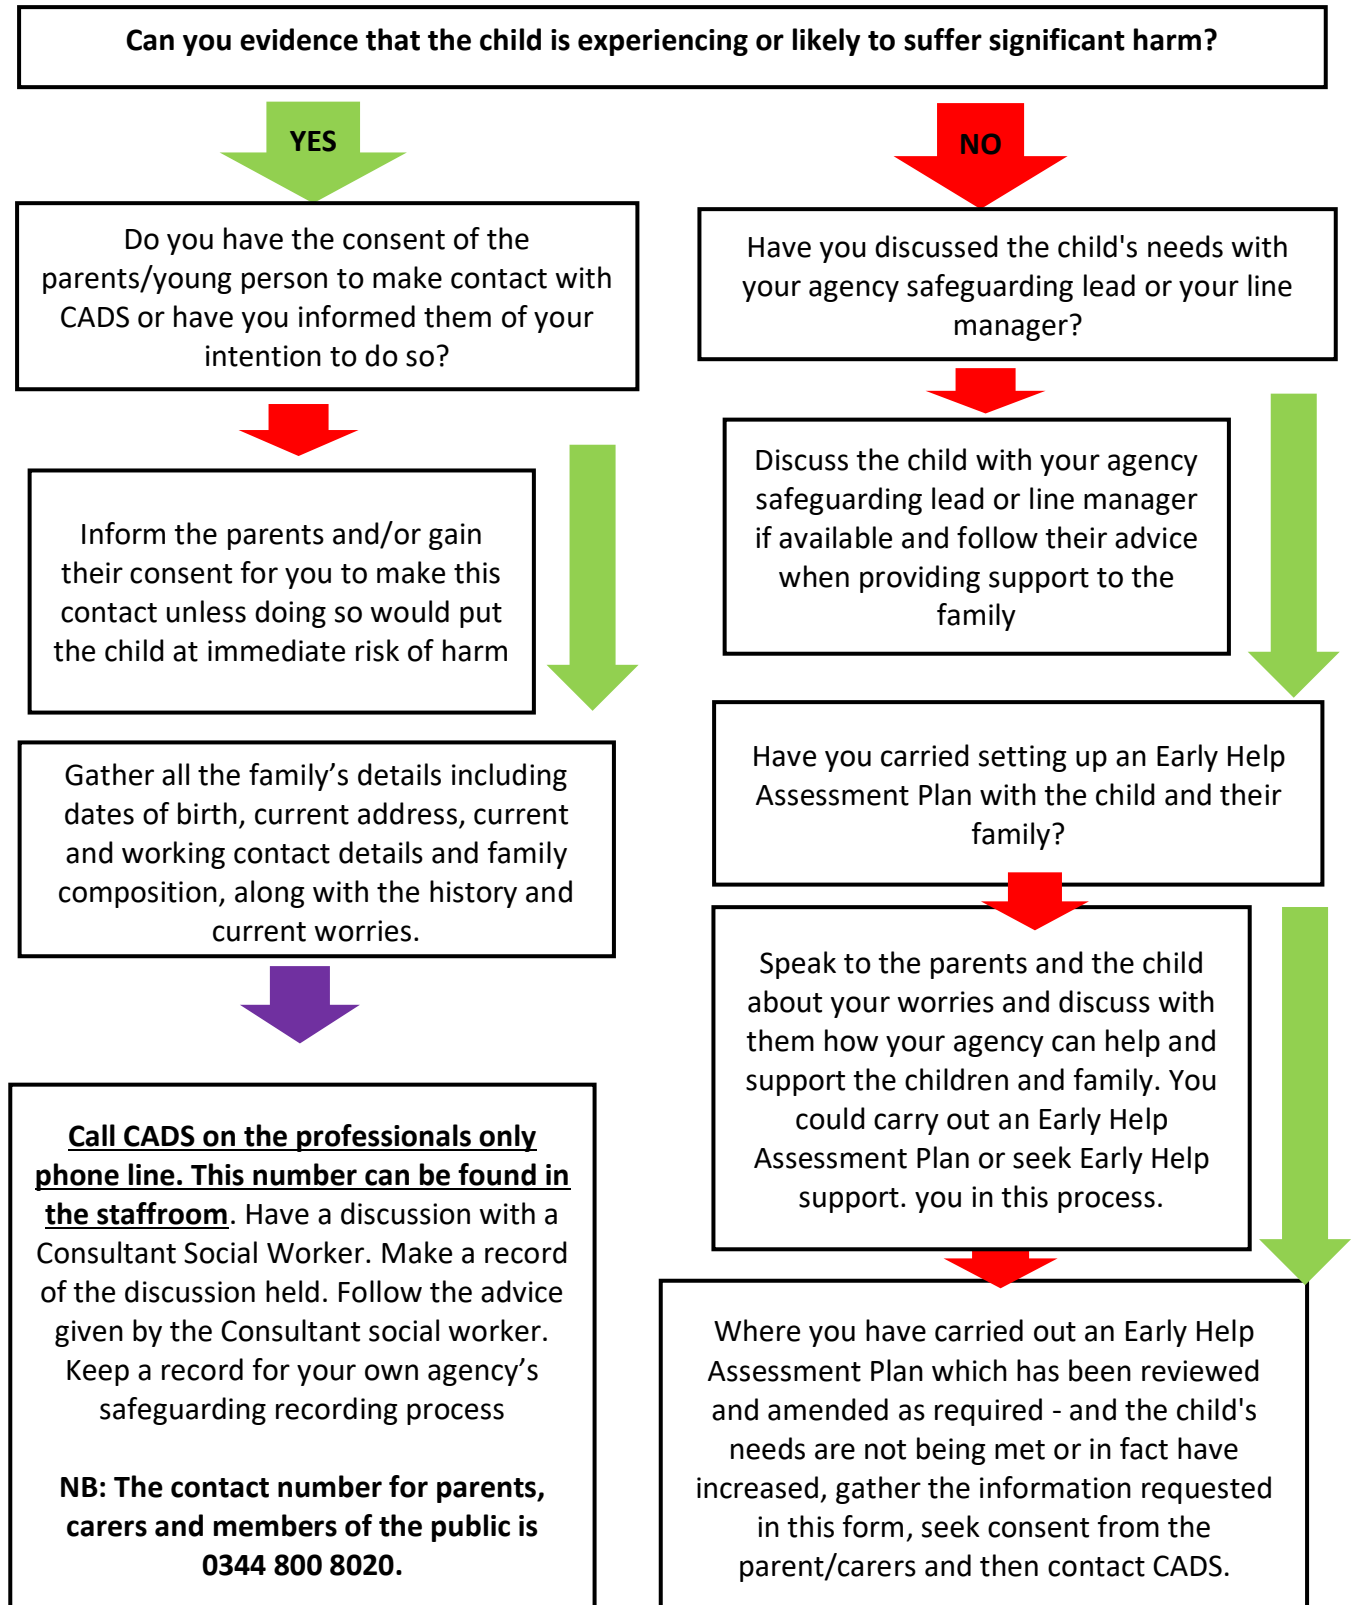 Can you evidence that the child is experiencing or likely to suffer significant harm?
YES
NO
Do you have the consent of the
parents/young person to make contact with
CADS or have you informed them of your
intention to do so?
Have you discussed the child's needs with
your agency safeguarding lead or your line
manager?
Inform the parents and/or gain
their consent for you to make this
contact unless doing so would put
the child at immediate risk of harm
Discuss the child with your agency
safeguarding lead or line manager
if available and follow their advice
when providing support to the
family
Gather all the family’s details including
dates of birth, current address, current
and working contact details and family
composition, along with the history and
current worries.
Have you carried setting up an Early Help
Assessment Plan with the child and their
family?
Speak to the parents and the child
about your worries and discuss with
them how your agency can help and
support the children and family. You
could carry out an Early Help
Assessment Plan or seek Early Help
support. you in this process.
Call CADS on the professionals only
phone line. This number can be found in
the staffroom. Have a discussion with a
Consultant Social Worker. Make a record
of the discussion held. Follow the advice
given by the Consultant social worker.
Keep a record for your own agency’s
safeguarding recording process
NB: The contact number for parents,
carers and members of the public is
0344 800 8020.
Where you have carried out an Early Help
Assessment Plan which has been reviewed
and amended as required - and the child's
needs are not being met or in fact have
increased, gather the information requested
in this form, seek consent from the
parent/carers and then contact CADS.